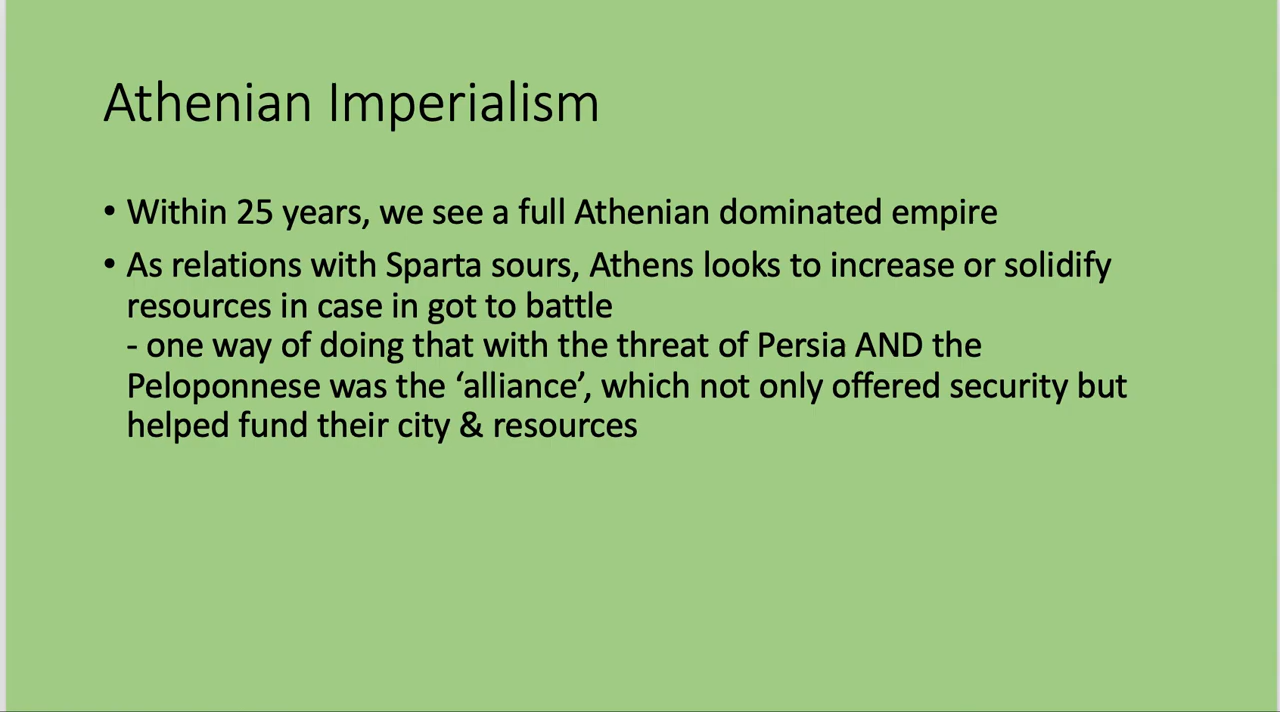 Athenian Imperialism
• Within 25 years, we see a full Athenian dominated empire
• As relations with Sparta sours, Athens looks to increase or solidify
resources in case in got to battle
- one way of doing that with the threat of Persia AND the
Peloponnese was the ‘alliance’, which not only offered security but
helped fund their city & resources